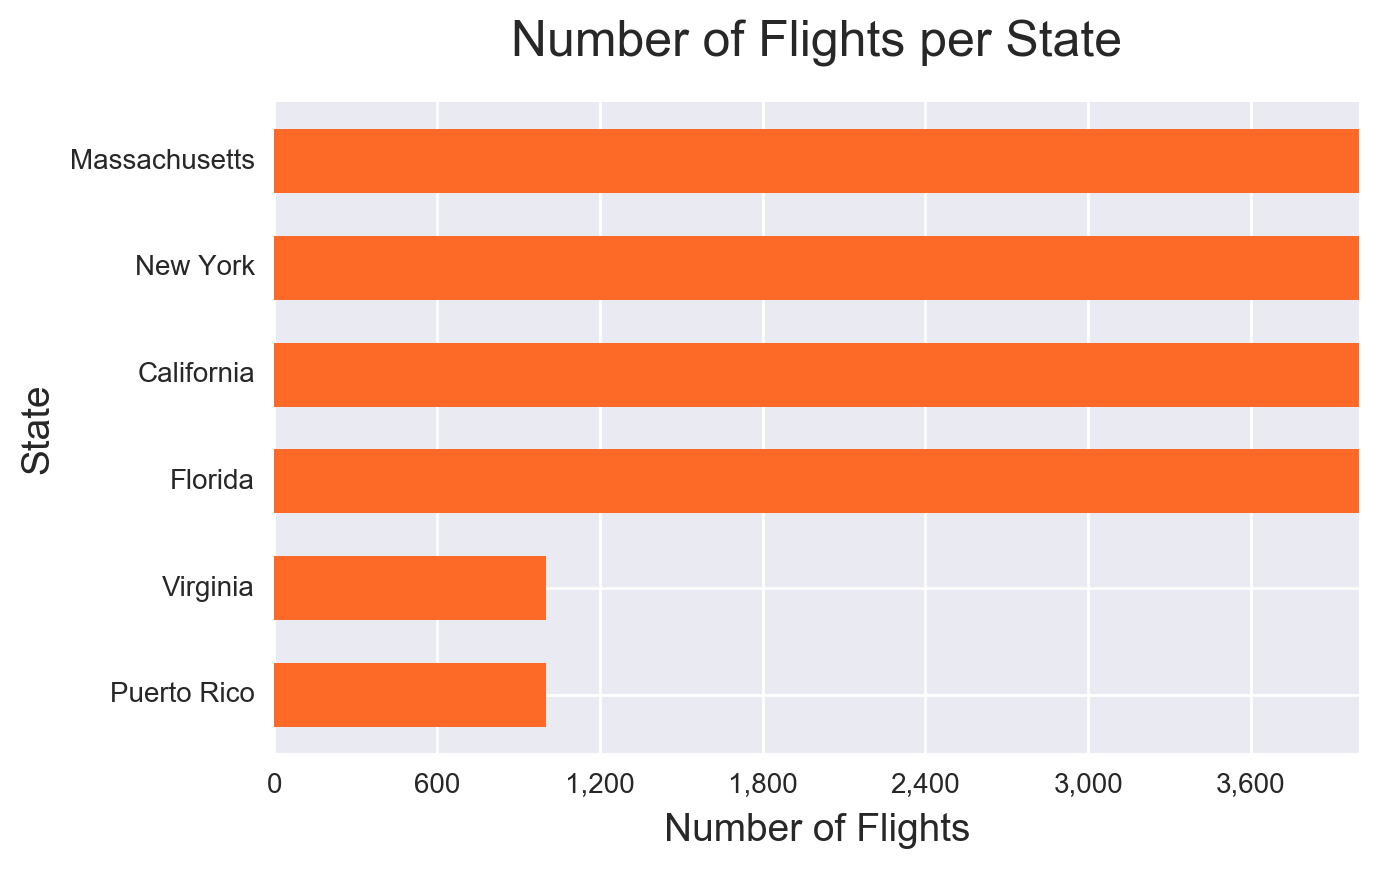 Number of Flights per State
Massachusetts
New York
California
Florida
Virginia
Puerto Rico
State
0 600 1,200 1,800 2,400 3,000 3,600
Number of Flights